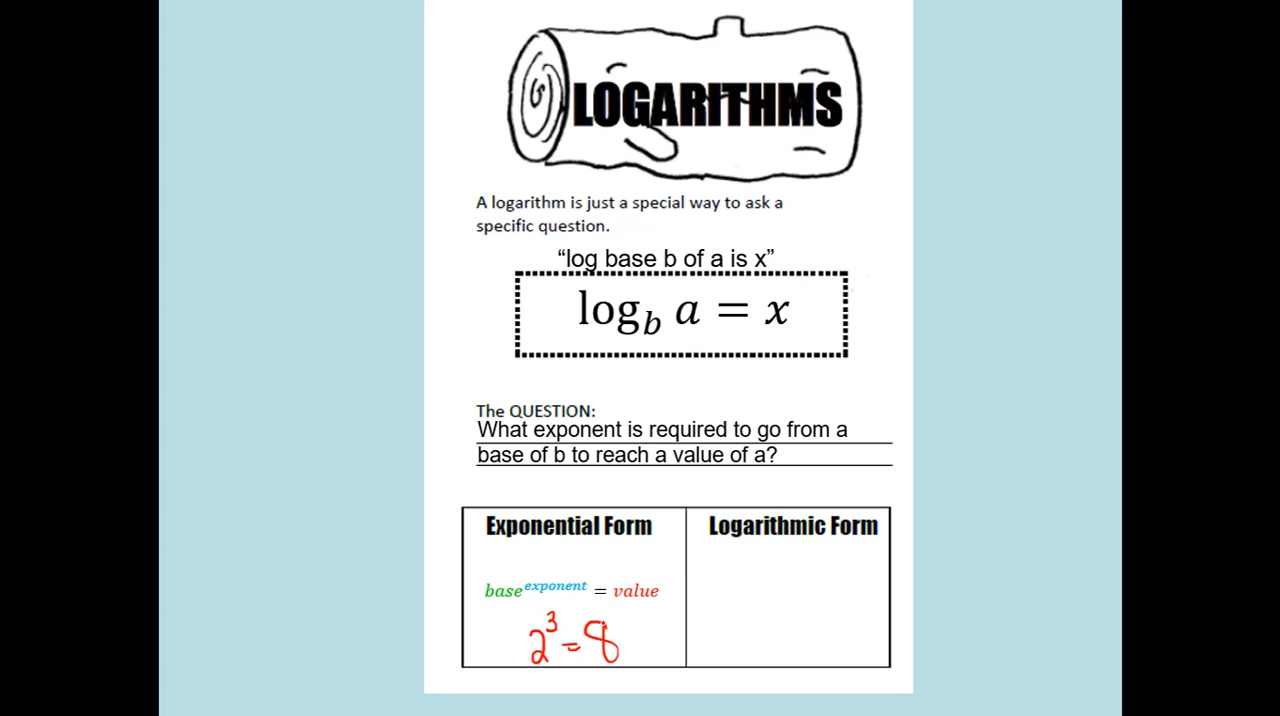 LOGARITHMS
A logarithm is just a special way to ask a
specific question.
“log base b of a is x”
log_b a = x
The QUESTION:
What exponent is required to go from a
base of b to reach a value of a?
Exponential Form
Logarithmic Form
base^exponent = value
2^3 = 8